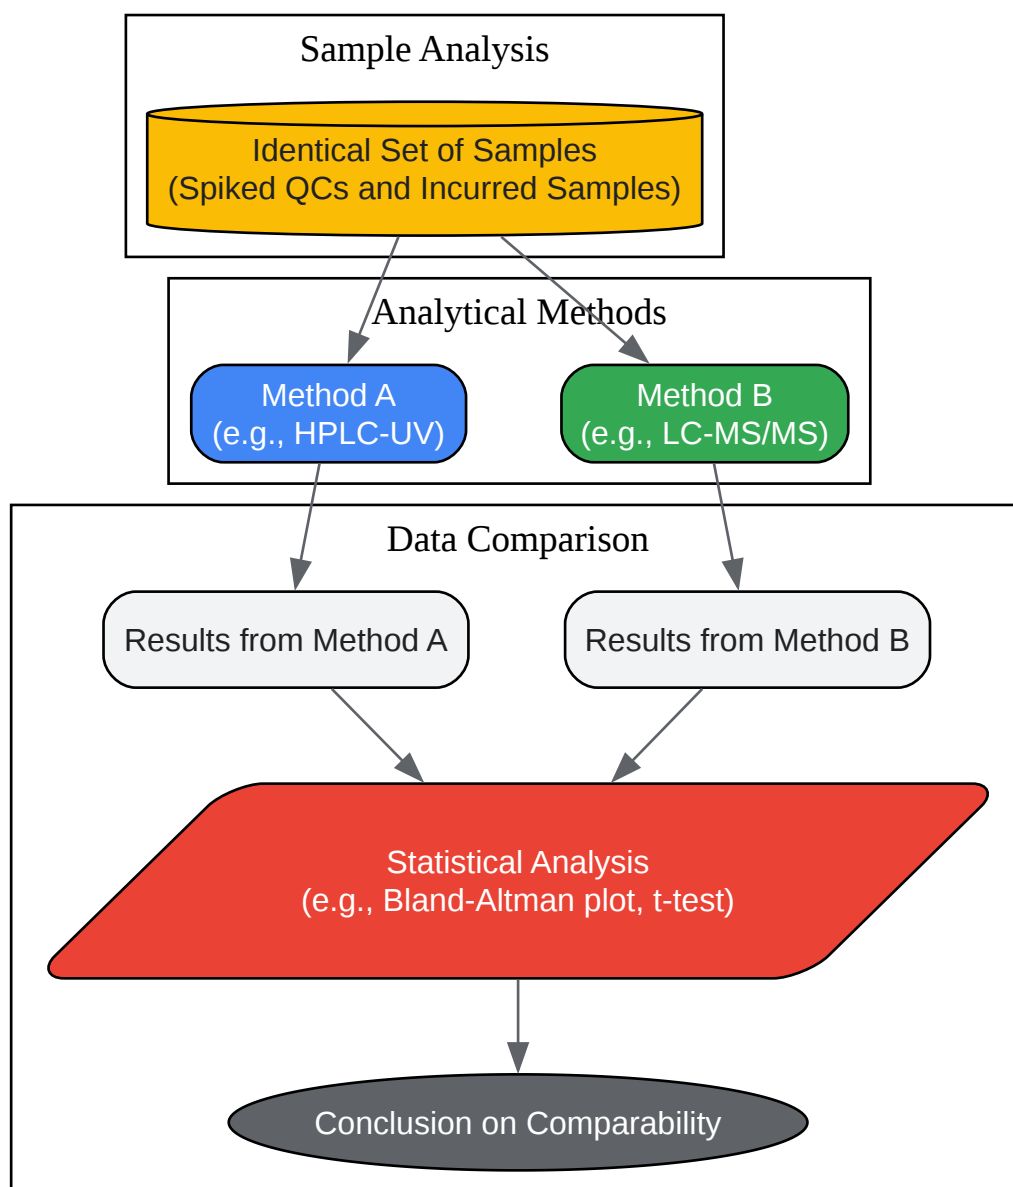 Sample Analysis
Identical Set of Samples
(Spiked QCs and Incurred Samples)
Analytical Methods
Method A
(e.g., HPLC-UV)
Method B
(e.g., LC-MS/MS)
Data Comparison
Results from Method A
Results from Method B
Statistical Analysis
(e.g., Bland-Altman plot, t-test)
Conclusion on Comparability